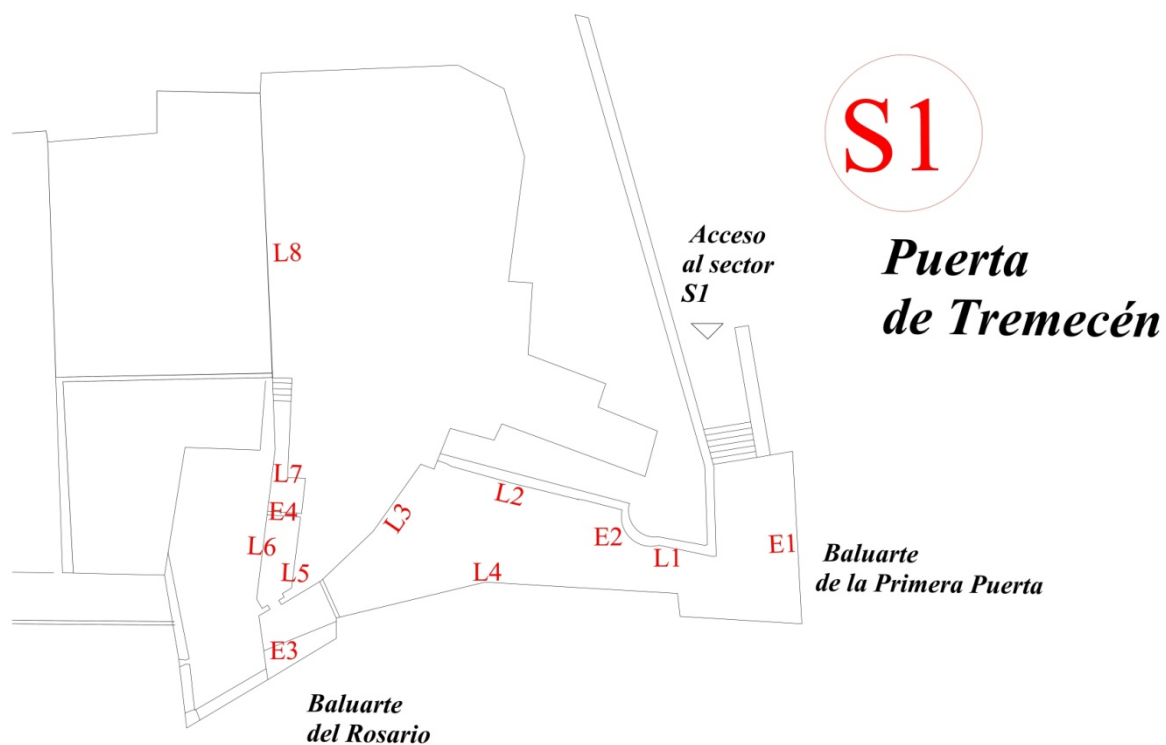 S1
Acceso
al sector
S1
Puerta
de Tremecén
L8
L7
L2
E4
L3
E2
E1
L6
L1
Baluarte
de la Primera Puerta
L5
L4
E3
Baluarte
del Rosario